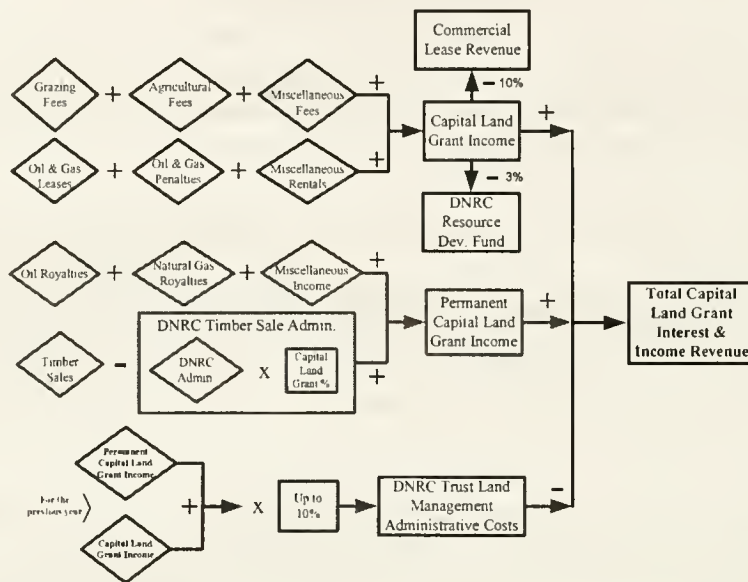 Commercial
Lease Revenue
− 10%
Grazing
Fees
+
Agricultural
Fees
+
Miscellaneous
Fees
+
Capital Land
Grant Income
+
Oil & Gas
Leases
+
Oil & Gas
Penalties
+
Miscellaneous
Rentals
+
− 3%
DNRC
Resource
Dev. Fund
Oil Royalties
+
Natural Gas
Royalties
+
Miscellaneous
Income
+
Permanent
Capital Land
Grant Income
+
Total Capital
Land Grant
Interest &
Income Revenue
Timber
Sales
−
DNRC Timber Sale Admin.
DNRC
Admin
X
Capital
Land
Grant %
+
For the
previous year
Permanent
Capital Land
Grant Income
+
Capital Land
Grant Income
X
Up to
10%
DNRC Trust Land
Management
Administrative Costs
−